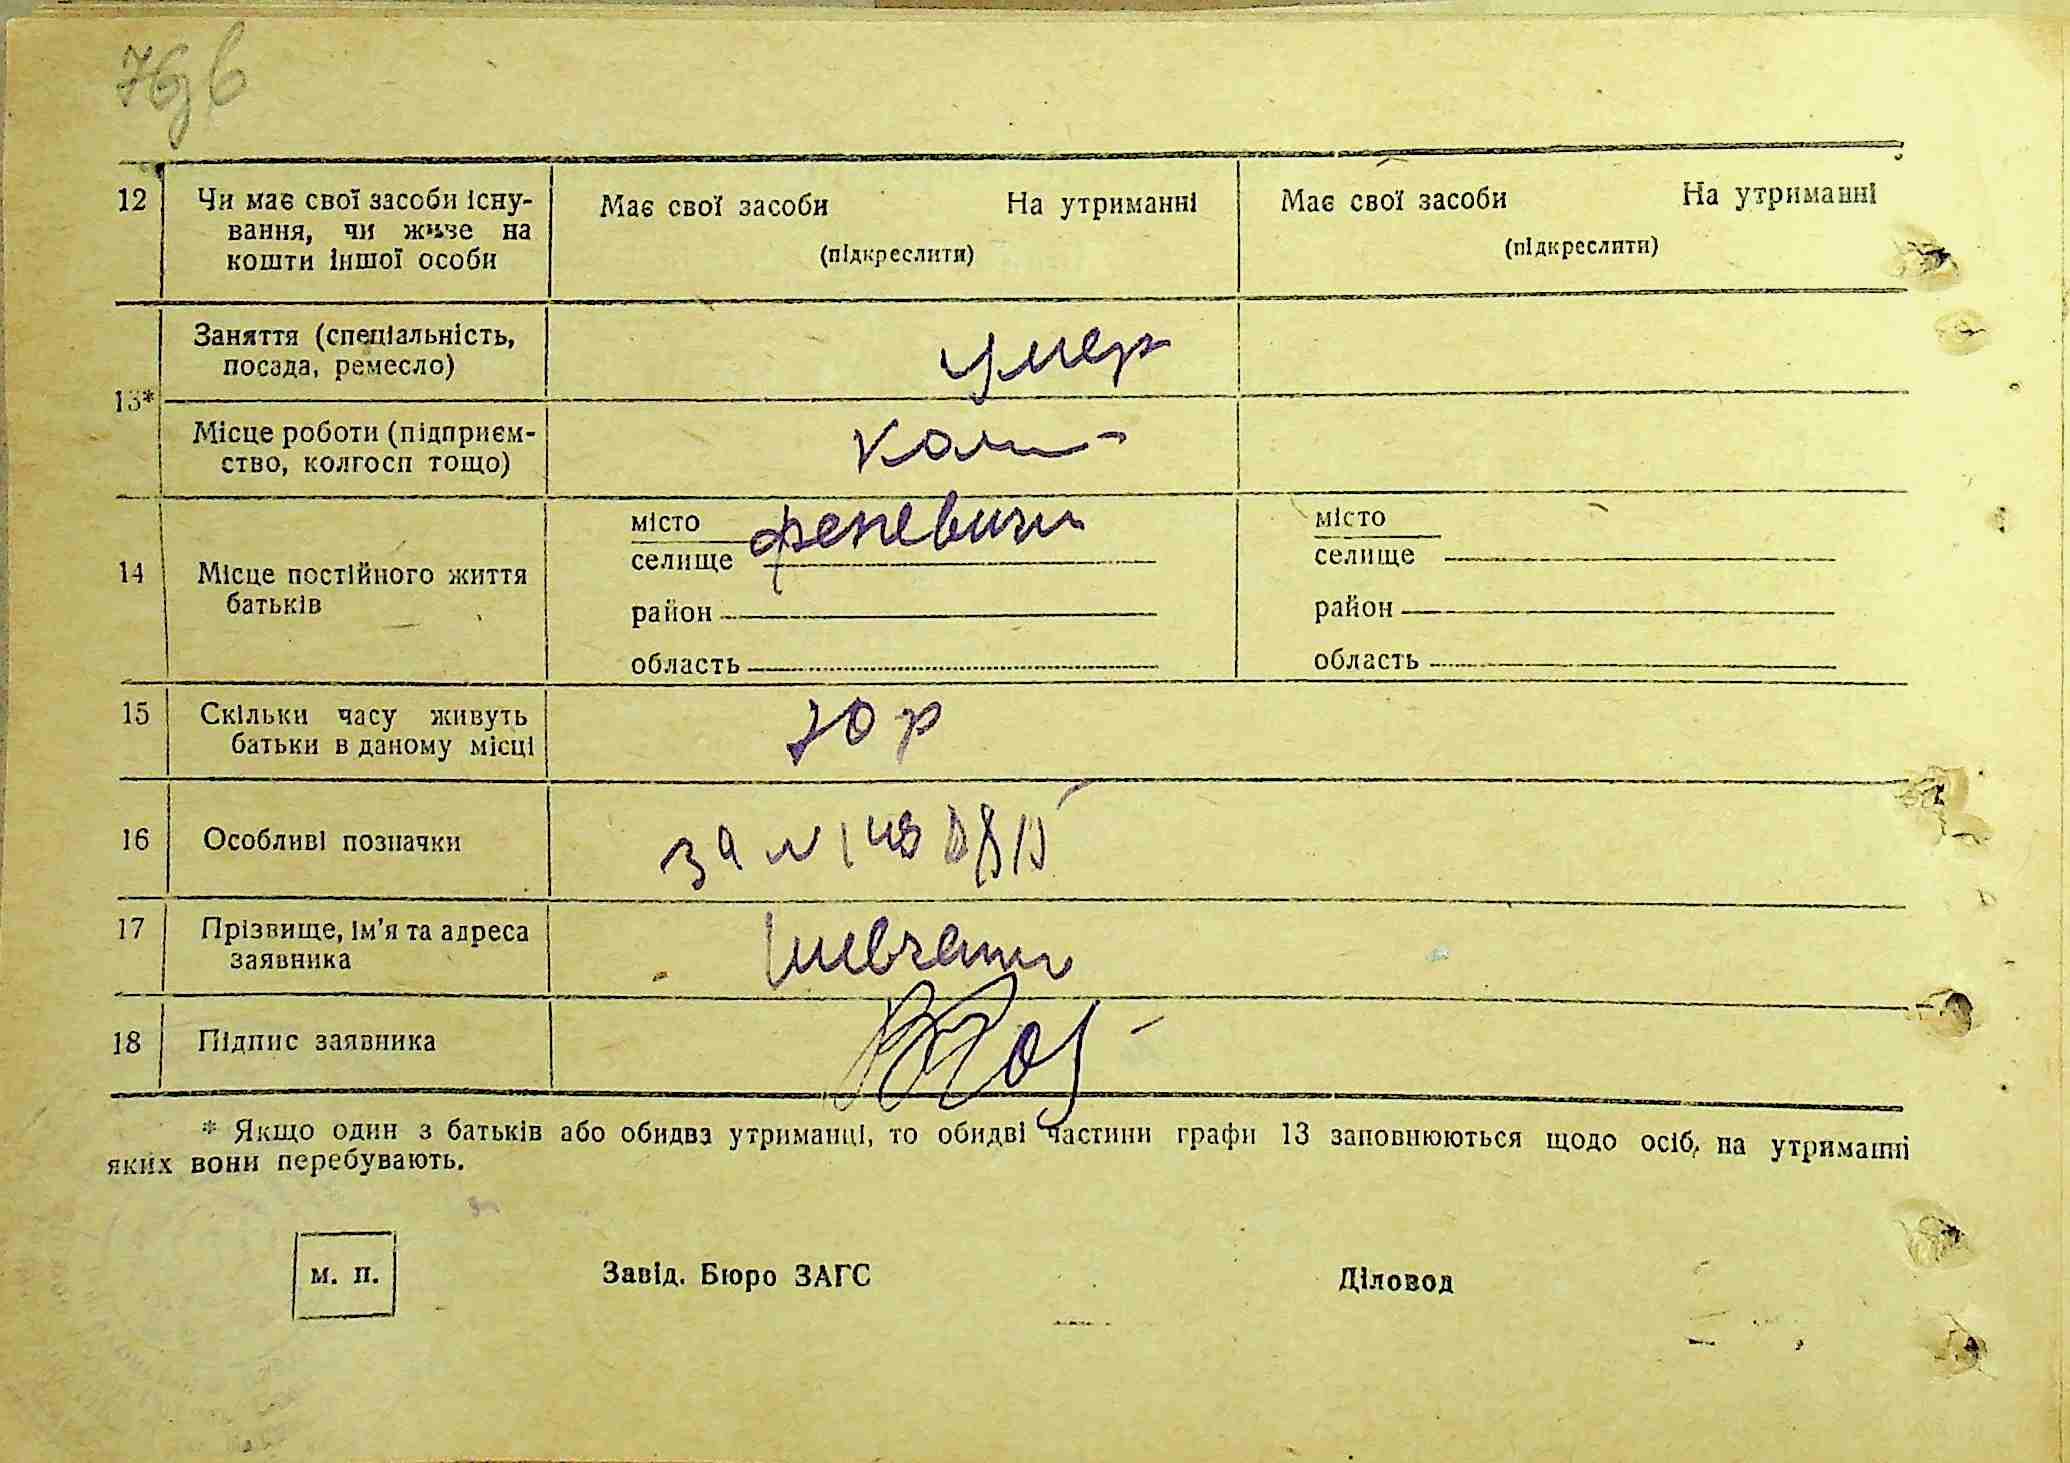 12 Чи має свої засоби існу- Має свої засоби На утриманні Має свої засоби На утриманні
вання, чи живе на (підкреслити) (підкреслити)
кошти іншої особи
13* Заняття (спеціальність,
посада, ремесло)
Місце роботи (підприєм-
ство, колгосп тощо)
14 Місце постійного життя
батьків
місто
селище феневичи
район
область
місто
селище
район
область
15 Скільки часу живуть
батьки в даному місці
16 Особливі позначки
17 Прізвище, ім'я та адреса
заявника
18 Підпис заявника
* Якщо один з батьків або обидва утриманці, то обидві частини графи 13 заповнюються щодо осіб, на утриманні
яких вони перебувають.
м. п. Завід. Бюро ЗАГС Діловод